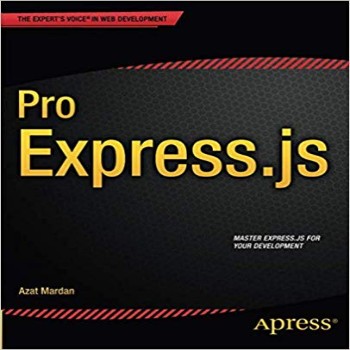 THE EXPERT'S VOICE® IN WEB DEVELOPMENT
Pro
Express.js
MASTER EXPRESS.JS FOR
YOUR DEVELOPMENT
Azat Mardan
Apress®